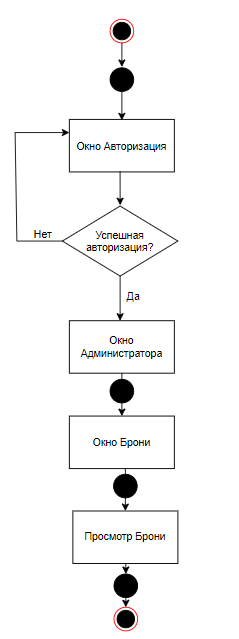 Окно Авторизация
Успешная
авторизация?
Нет
Да
Окно
Администратора
Окно Брони
Просмотр Брони